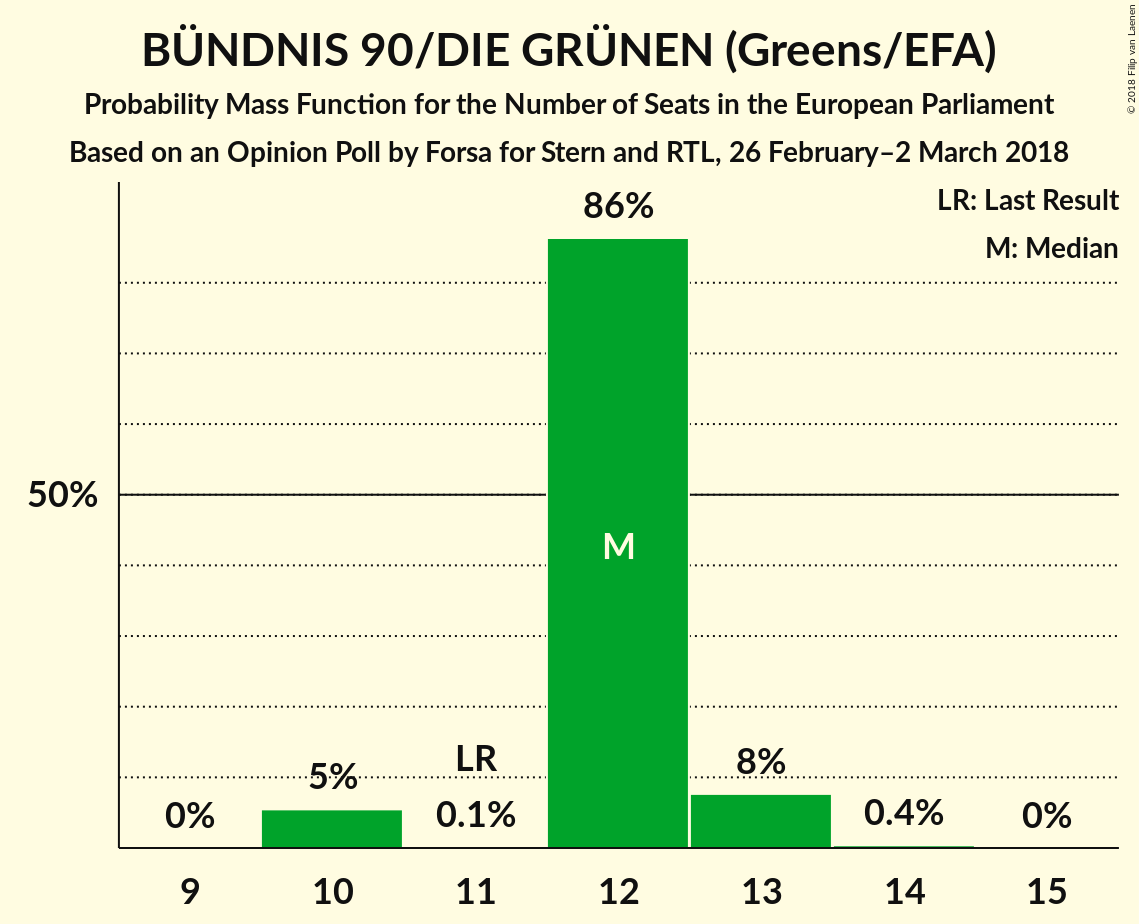 BÜNDNIS 90/DIE GRÜNEN (Greens/EFA)
Probability Mass Function for the Number of Seats in the European Parliament
Based on an Opinion Poll by Forsa for Stern and RTL, 26 February–2 March 2018
LR: Last Result
M: Median
86%
50%
M
LR
0%
5%
0.1%
8%
0.4%
0%
9 10 11 12 13 14 15
© 2018 Filip van Laenen